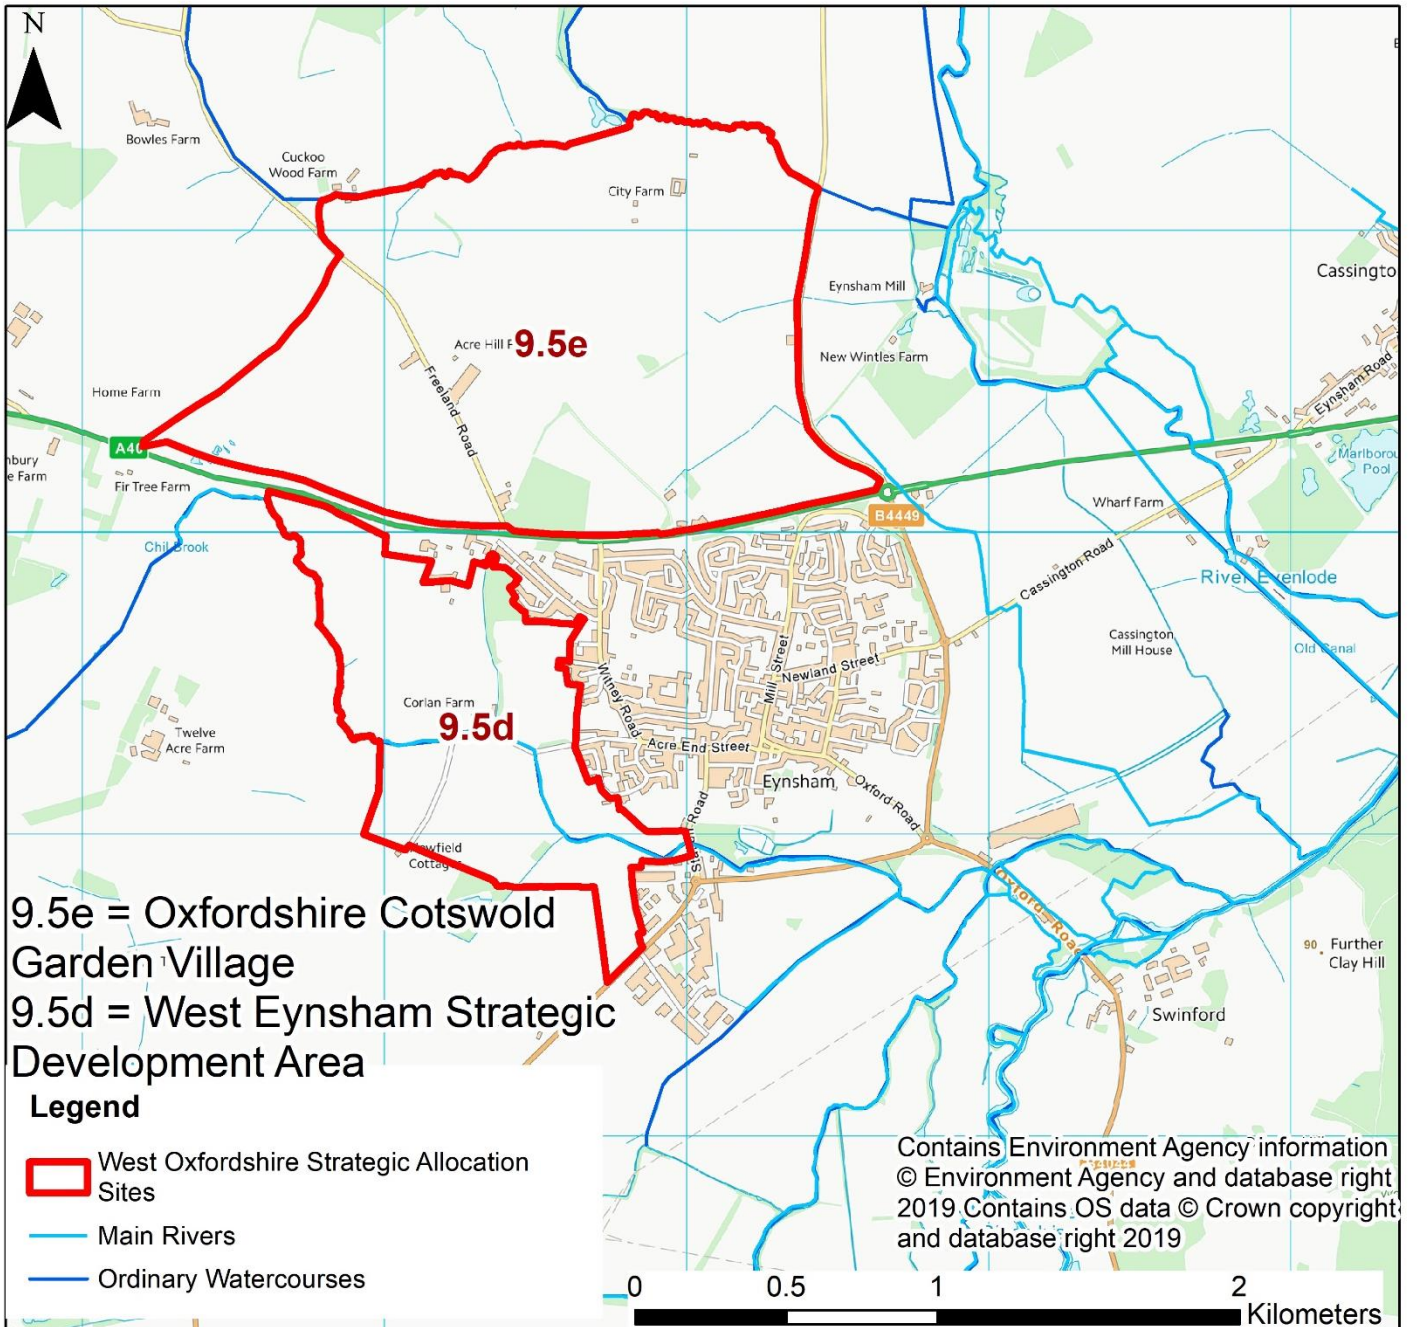 N
Bowles Farm
Cuckoo
Wood Farm
City Farm
Cassingto
Eynsham Mill
Acre Hill F
9.5e
New Wintles Farm
Freeland Road
Home Farm
Eynsham Road
A40
nbury
e Farm
Fir Tree Farm
Marlborou
Pool
Wharf Farm
B4449
Chil Brook
Cassington Road
River Evenlode
Cassington
Mill House
Old Canal
Mill Street
Newland Street
Witney Road
Corlan Farm
9.5d
Twelve
Acre Farm
Acre End Street
Eynsham
Oxford Road
Road
Cottage
Oxford Road
9.5e = Oxfordshire Cotswold
Garden Village
9.5d = West Eynsham Strategic
Development Area
90
Further
Clay Hill
Swinford
Legend
West Oxfordshire Strategic Allocation
Sites
Main Rivers
Ordinary Watercourses
Contains Environment Agency information
© Environment Agency and database right
2019 Contains OS data © Crown copyright
and database right 2019
0 0.5 1 2
Kilometers